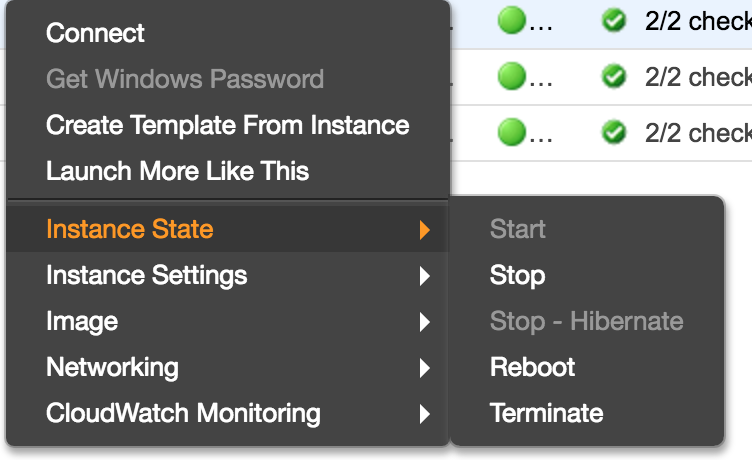 Connect
Get Windows Password
Create Template From Instance
Launch More Like This
Instance State
Instance Settings
Image
Networking
CloudWatch Monitoring
Start
Stop
Stop - Hibernate
Reboot
Terminate
... 2/2 check
... 2/2 check
... 2/2 check